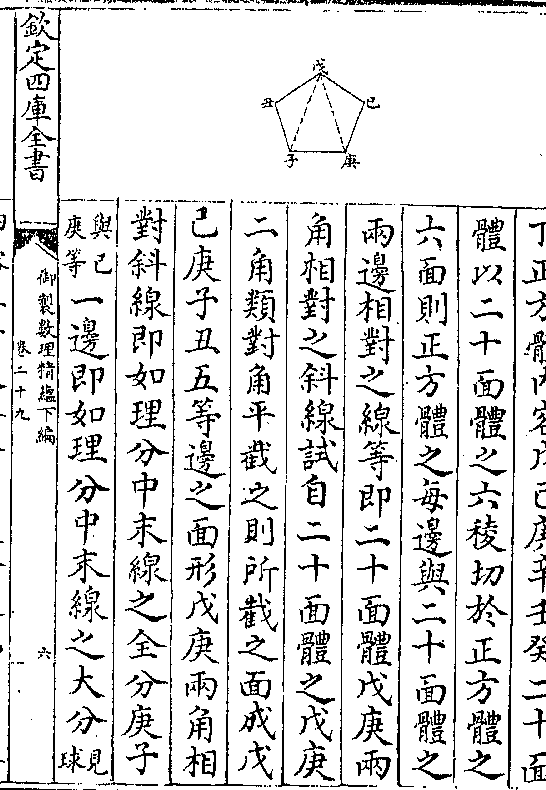 戊
丑
己
子
庚
丁正方體內容戊己庚辛壬癸二十面
體以二十面體之六稜切於正方體之
六面則正方體之每邊與二十面體之
兩邊相對之線等即二十面體戊庚兩
角相對之斜線試自二十面體之戊庚
二角類對角平截之則所截之面成戊
己庚子丑五等邊之面形戊庚兩角相
對斜線即如理分中末線之全分庚子
與己庚等一邊即如理分中末線之大分見球
欽定四庫全書
御製數理精蘊下編
卷二十九
六